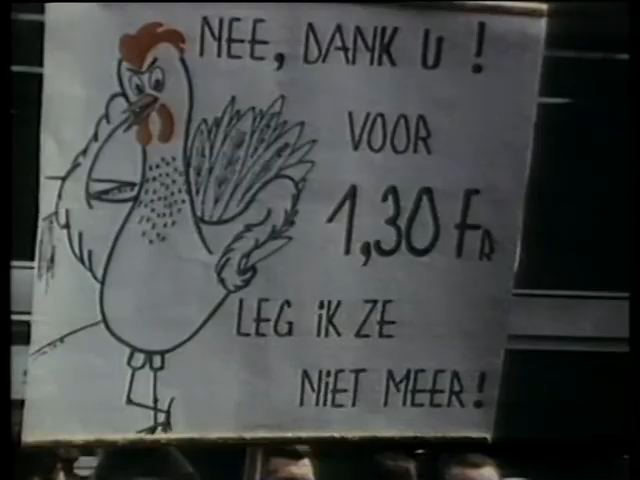 NEE, DANK U !
VOOR
1,30 FR
LEG iK ZE
NiET MEER!